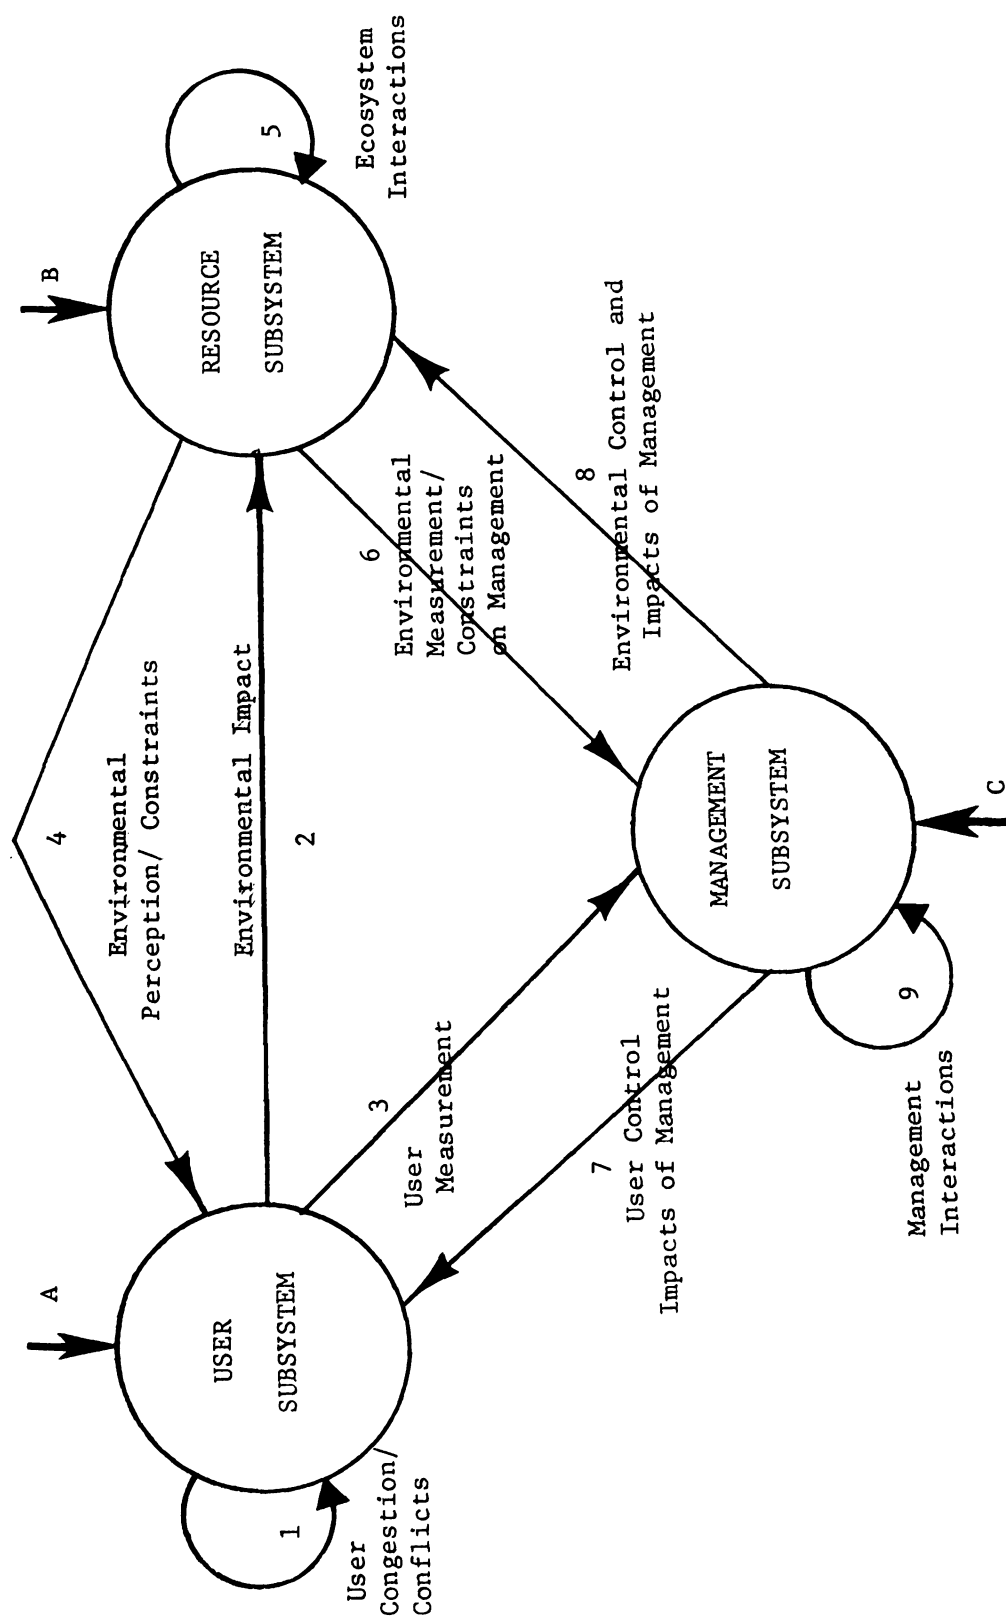 A
B
4
Environmental
Perception/ Constraints
Environmental Impact
2
1
User
Congestion/
Conflicts
USER
SUBSYSTEM
RESOURCE
SUBSYSTEM
5
Ecosystem
Interactions
3
User
Measurement
6
Environmental
Measurement/
Constraints
on Management
7
User Control
Impacts of Management
8
Environmental Control and
Impacts of Management
MANAGEMENT
SUBSYSTEM
9
Management
Interactions
C